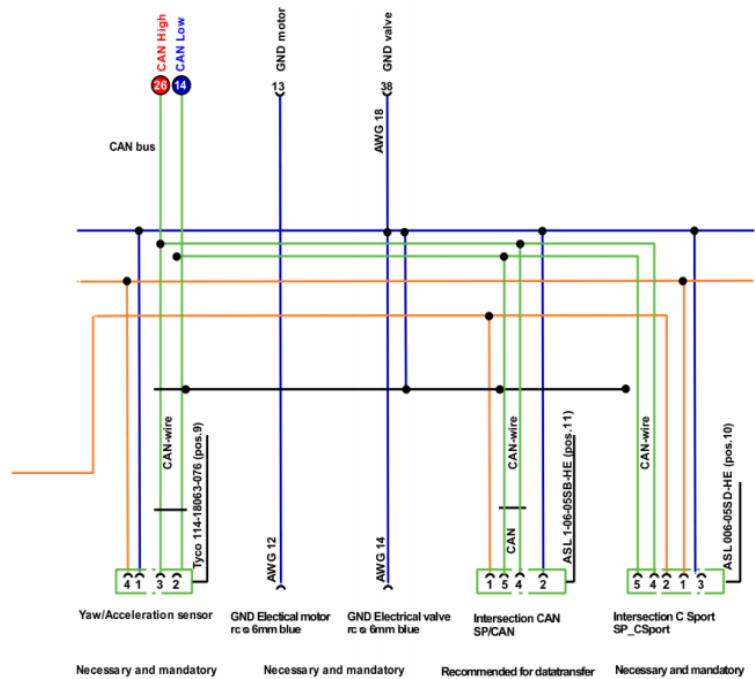 CAN High
CAN Low
GND motor
GND valve
26
14
13
38
CAN bus
AWG 18
CAN-wire
Tyco 114-18063-076 (pos.9)
AWG 12
AWG 14
CAN-wire
CAN
ASL 1-06-05SB-HE (pos.11)
CAN-wire
ASL 006-05SD-HE (pos.10)
4 1 3 2
1 5 4 2
5 4 2 1 3
Yaw/Acceleration sensor
GND Electical motor
6mm blue
GND Electrical valve
6mm blue
Intersection CAN
SP/CAN
Intersection C Sport
SP_CSport
Necessary and mandatory
Necessary and mandatory
Recommended for datatransfer
Necessary and mandatory